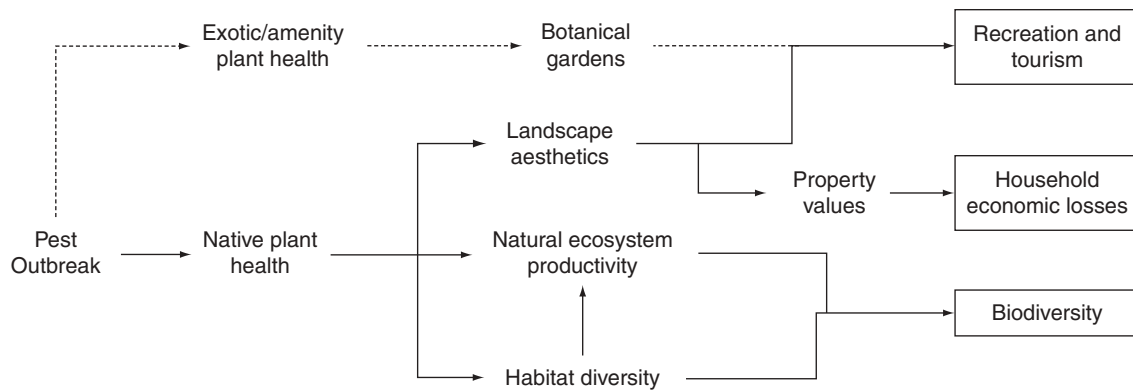 Exotic/amenity
plant health
Botanical
gardens
Recreation and
tourism
Landscape
aesthetics
Property
values
Household
economic losses
Pest
Outbreak
Native plant
health
Natural ecosystem
productivity
Biodiversity
Habitat diversity